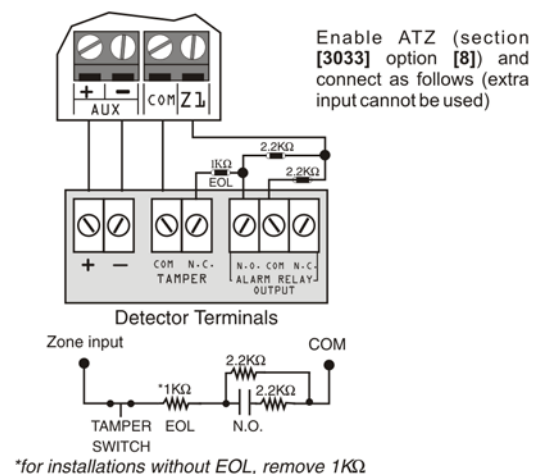 Enable ATZ (section
[3033] option [8]) and
connect as follows (extra
input cannot be used)
+ − COM Z1
AUX
2.2KΩ
1KΩ
EOL
2.2KΩ
+ − COM N.C. N.O. COM N.C.
TAMPER ALARM RELAY
OUTPUT
Detector Terminals
Zone input COM
2.2KΩ
*1KΩ 2.2KΩ
TAMPER EOL N.O.
SWITCH
*for installations without EOL, remove 1KΩ